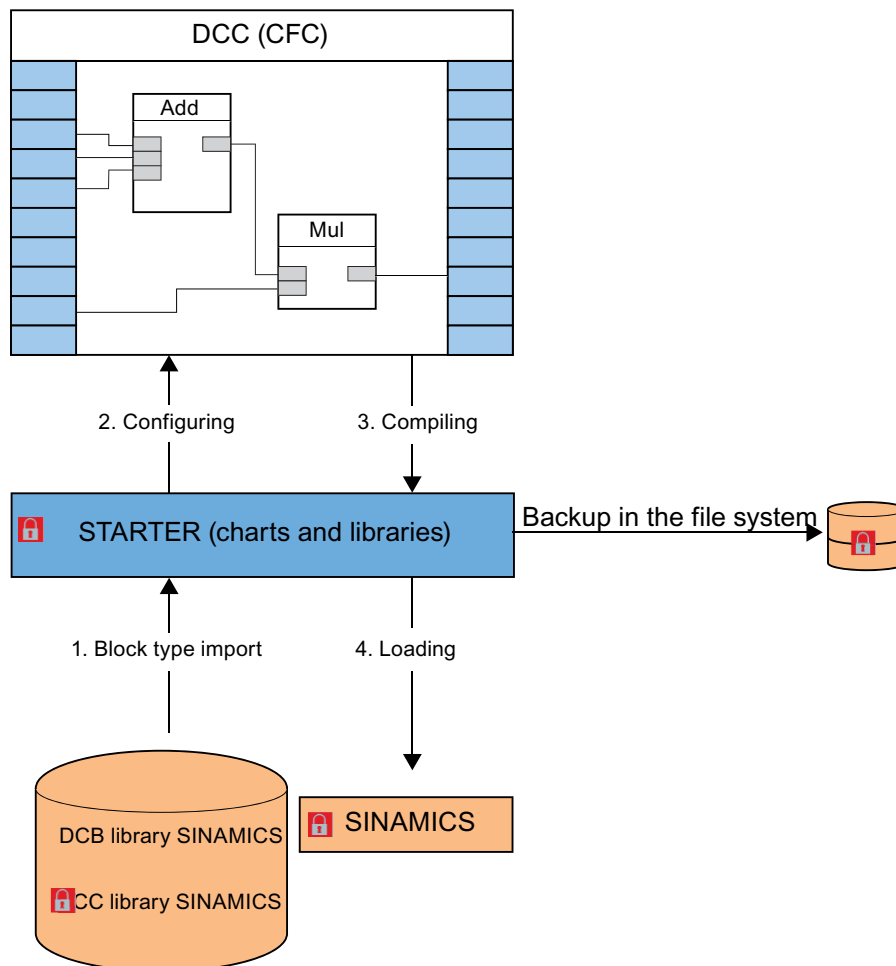 DCC (CFC)
Add
Mul
2. Configuring
3. Compiling
STARTER (charts and libraries)
Backup in the file system
1. Block type import
4. Loading
DCB library SINAMICS
SINAMICS
CC library SINAMICS